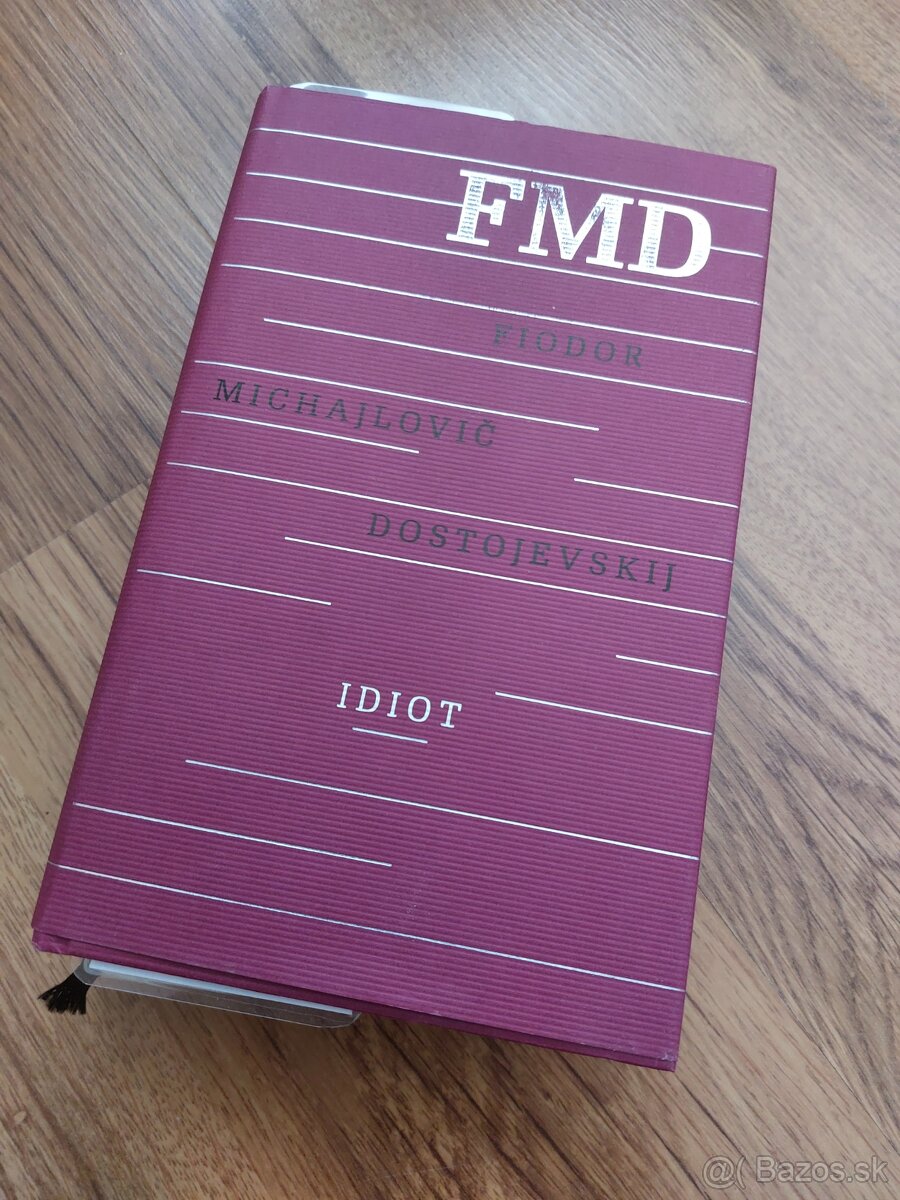 FMD
FIODOR
MICHAJLOVIČ
DOSTOJEVSKIJ
IDIOT
@( Bazos.sk